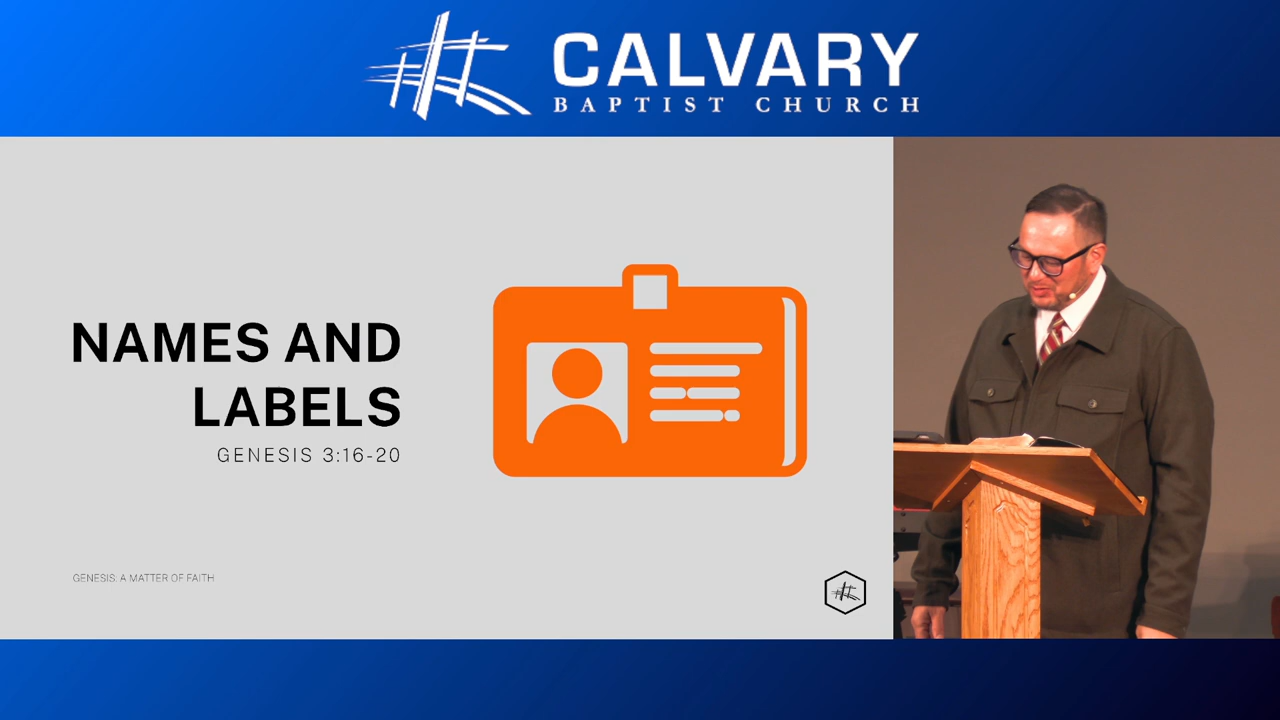 CALVARY
BAPTIST CHURCH
NAMES AND
LABELS
GENESIS 3:16-20
GENESIS: A MATTER OF FAITH